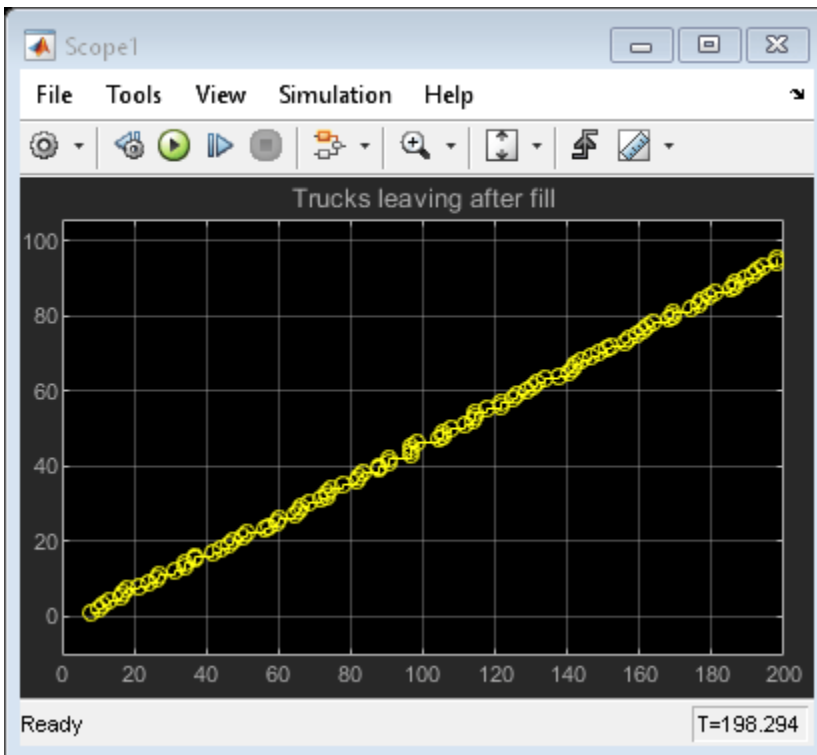 Scope1
File Tools View Simulation Help
Trucks leaving after fill
100
80
60
40
20
0
0 20 40 60 80 100 120 140 160 180 200
Ready T=198.294